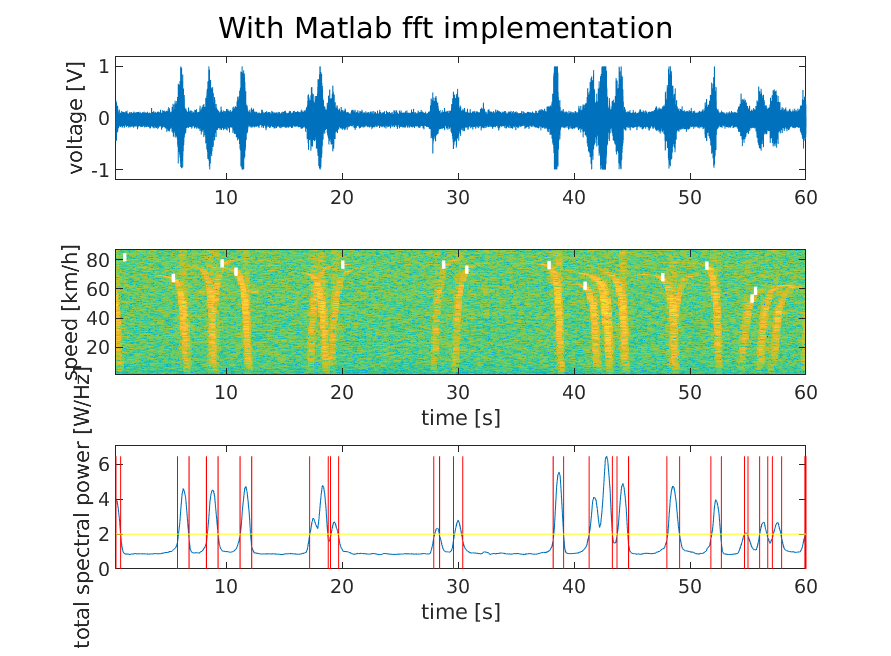 With Matlab fft implementation
voltage [V]
1
0
-1
10 20 30 40 50 60
speed [km/h]
80
60
40
20
10 20 30 40 50 60
time [s]
total spectral power [W/Hz]
6
4
2
0
10 20 30 40 50 60
time [s]